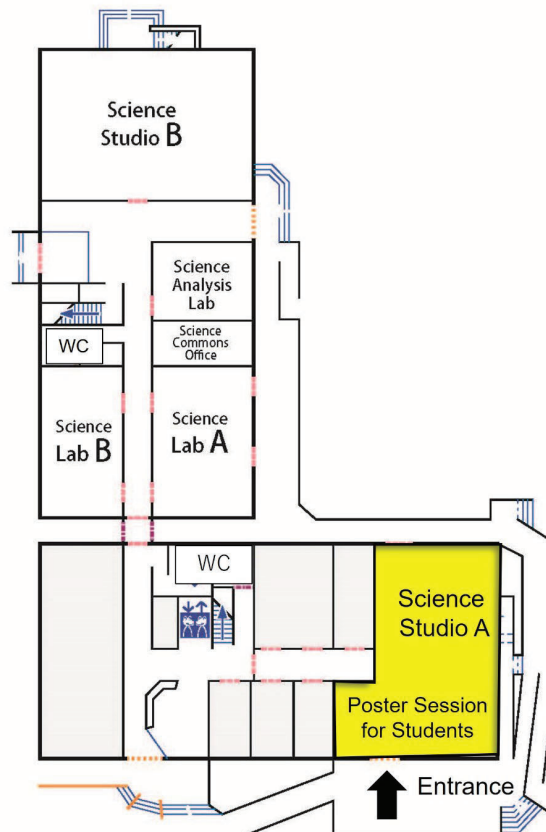 Science
Studio B
Science
Analysis
Lab
Science
Commons
Office
WC
Science
Lab B
Science
Lab A
WC
Science
Studio A
Poster Session
for Students
Entrance